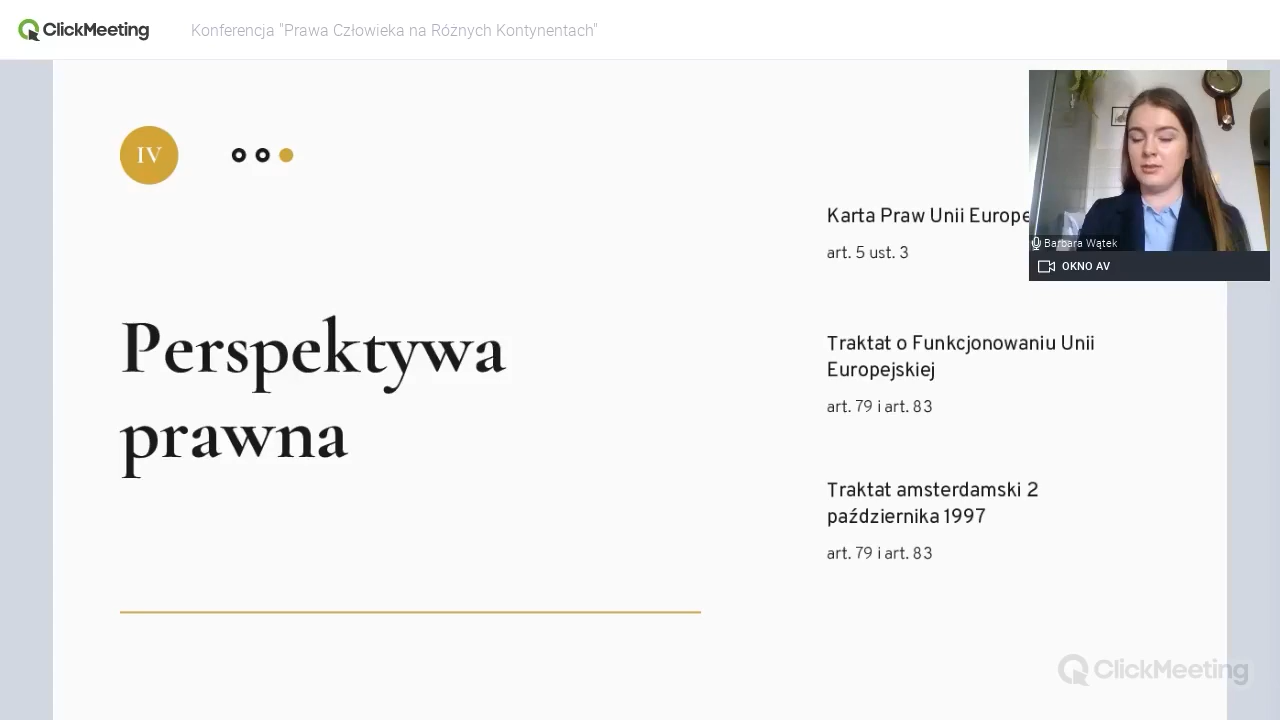 ClickMeeting
Konferencja "Prawa Człowieka na Różnych Kontynentach"
IV
Perspektywa
prawna
Karta Praw Unii Europe
art. 5 ust. 3
Traktat o Funkcjonowaniu Unii
Europejskiej
art. 79 i art. 83
Traktat amsterdamski 2
października 1997
art. 79 i art. 83
Barbara Wątek
OKNO AV
ClickMeeting